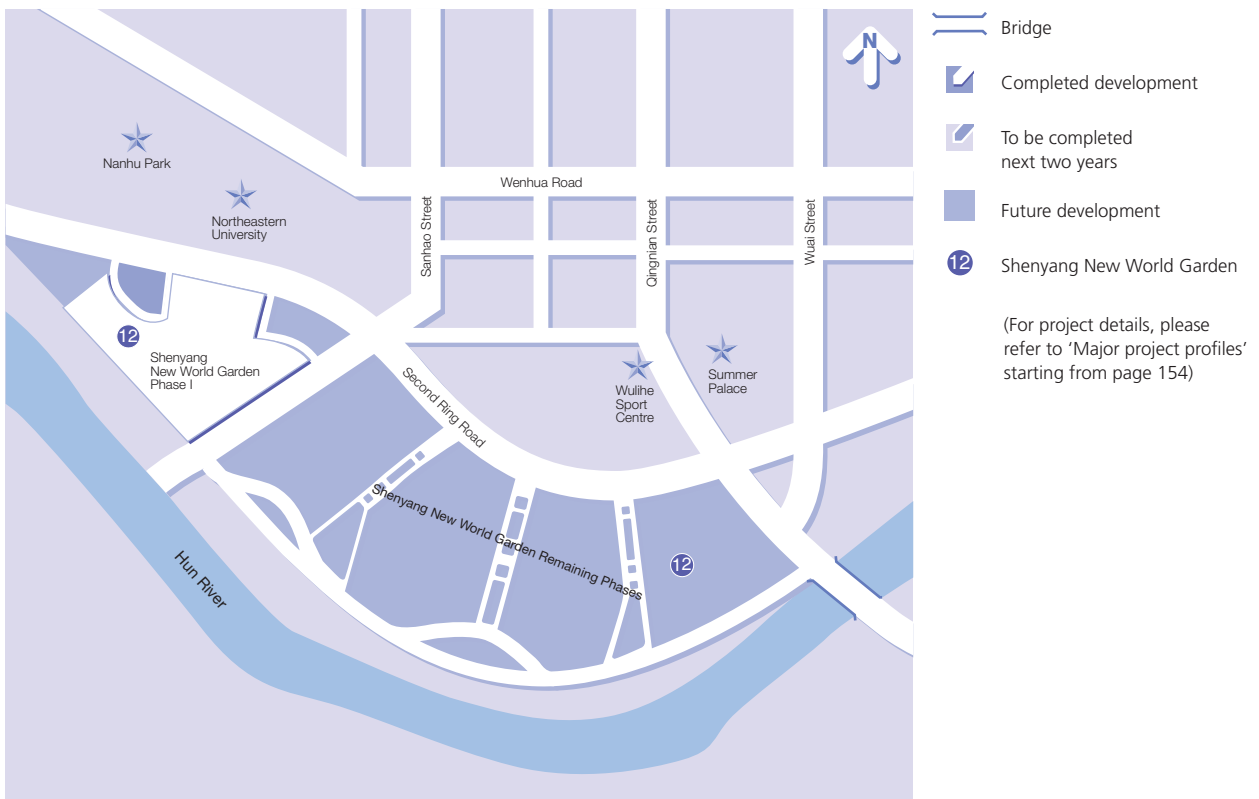 N
Nanhu Park
Northeastern
University
Wenhua Road
Sanhao Street
Qingnian Street
Wuai Street
12
Shenyang
New World Garden
Phase I
Second Ring Road
Wulihe
Sport
Centre
Summer
Palace
Shenyang New World Garden Remaining Phases
12
Hun River
Bridge
Completed development
To be completed
next two years
Future development
12 Shenyang New World Garden
(For project details, please
refer to ‘Major project profiles’
starting from page 154)